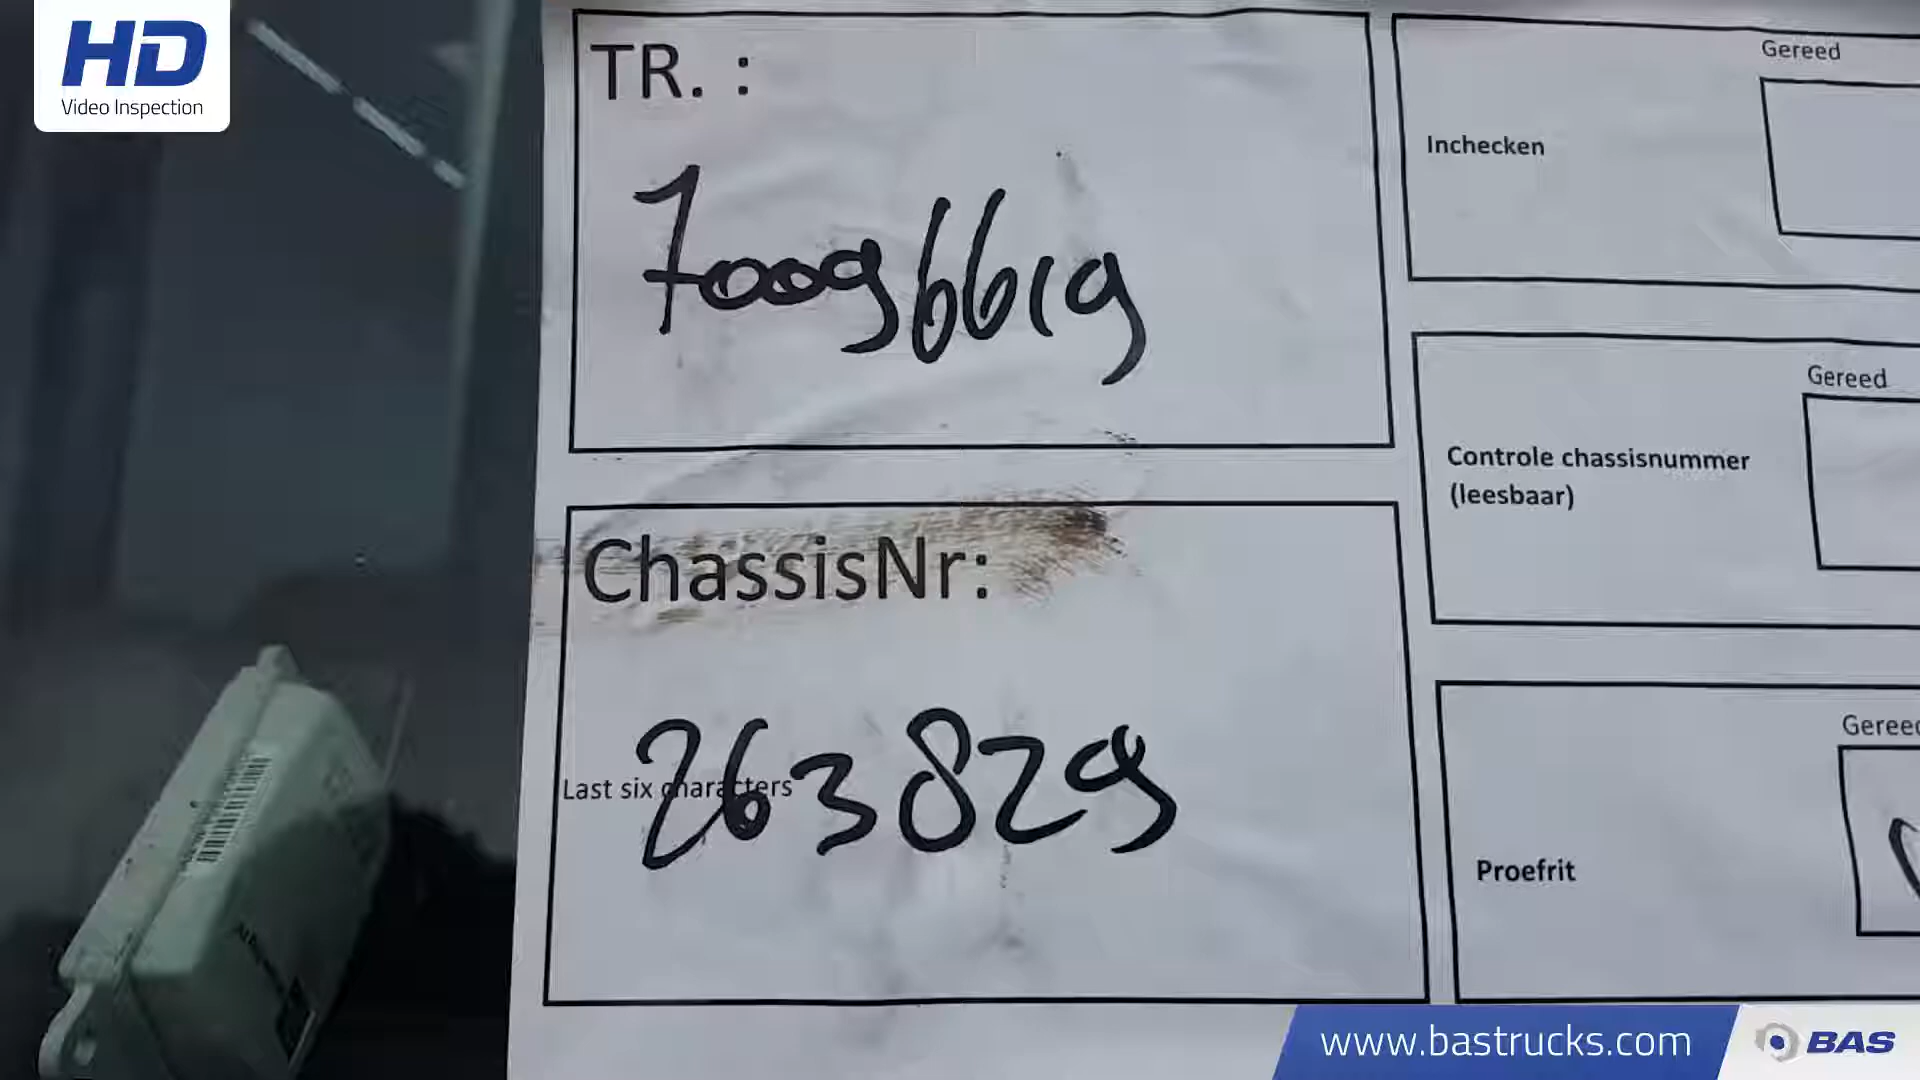 HD
Video Inspection
TR. :
70096619
ChassisNr:
Last six characters
263829
Gereed
Inchecken
Gereed
Controle chassisnummer
(leesbaar)
Gereed
Proefrit
www.bastrucks.com
BAS